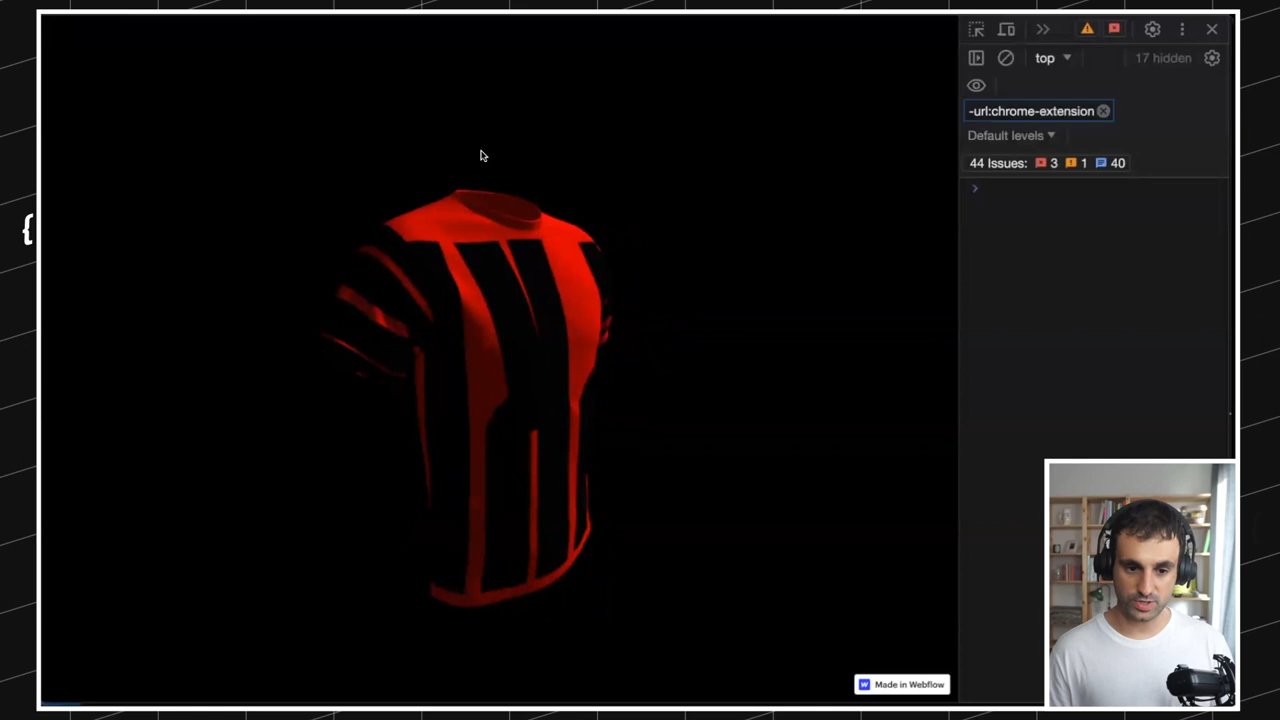 top
17 hidden
-url:chrome-extension
Default levels
44 Issues: 3 1 40
{
>
W Made in Webflow